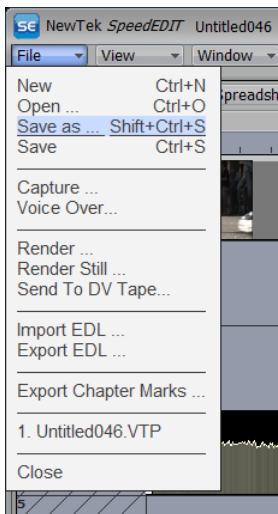 SE NewTek SpeedEDIT Untitled046
File View Window
New Ctrl+N
Open ... Ctrl+O
Save as ... Shift+Ctrl+S
Save Ctrl+S
Capture ...
Voice Over...
Render ...
Render Still ...
Send To DV Tape...
Import EDL ...
Export EDL ...
Export Chapter Marks ...
1. Untitled046.VTP
Close
5